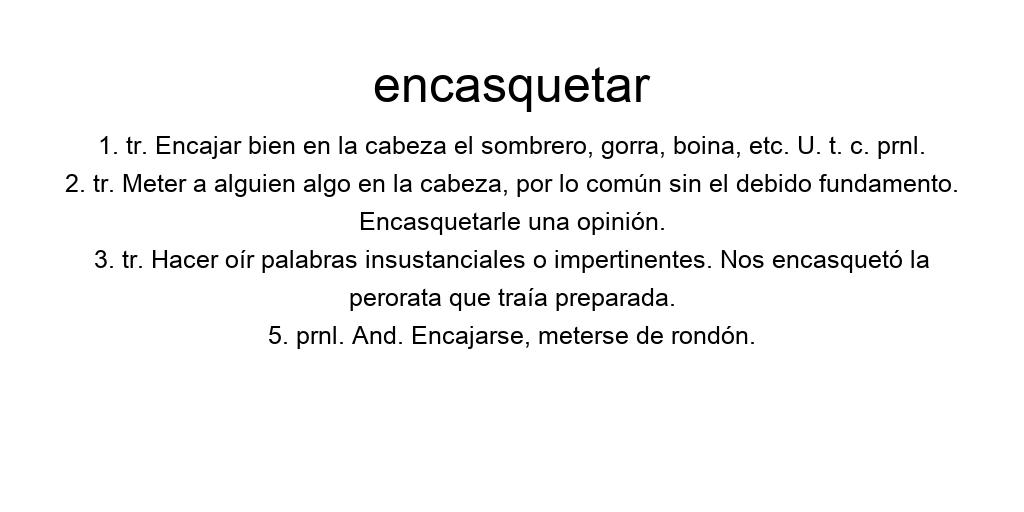 encasquetar
1. tr. Encajar bien en la cabeza el sombrero, gorra, boina, etc. U. t. c. prnl.
2. tr. Meter a alguien algo en la cabeza, por lo común sin el debido fundamento.
Encasquetarle una opinión.
3. tr. Hacer oír palabras insustanciales o impertinentes. Nos encasquetó la
perorata que traía preparada.
5. prnl. And. Encajarse, meterse de rondón.